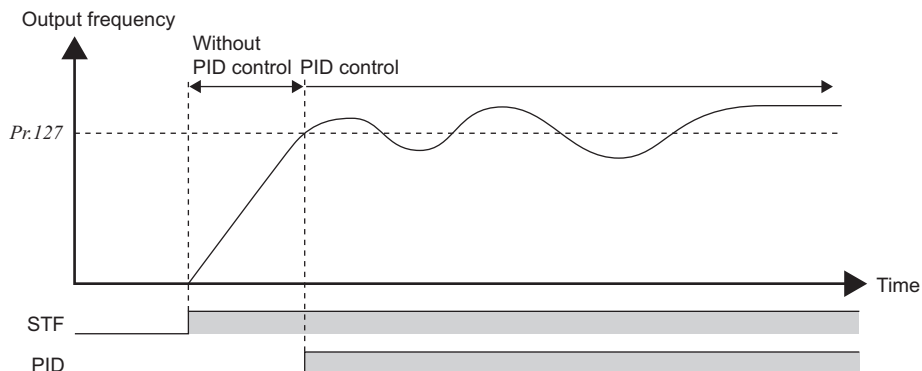 Output frequency
Without
PID control PID control
Pr.127
Time
STF
PID